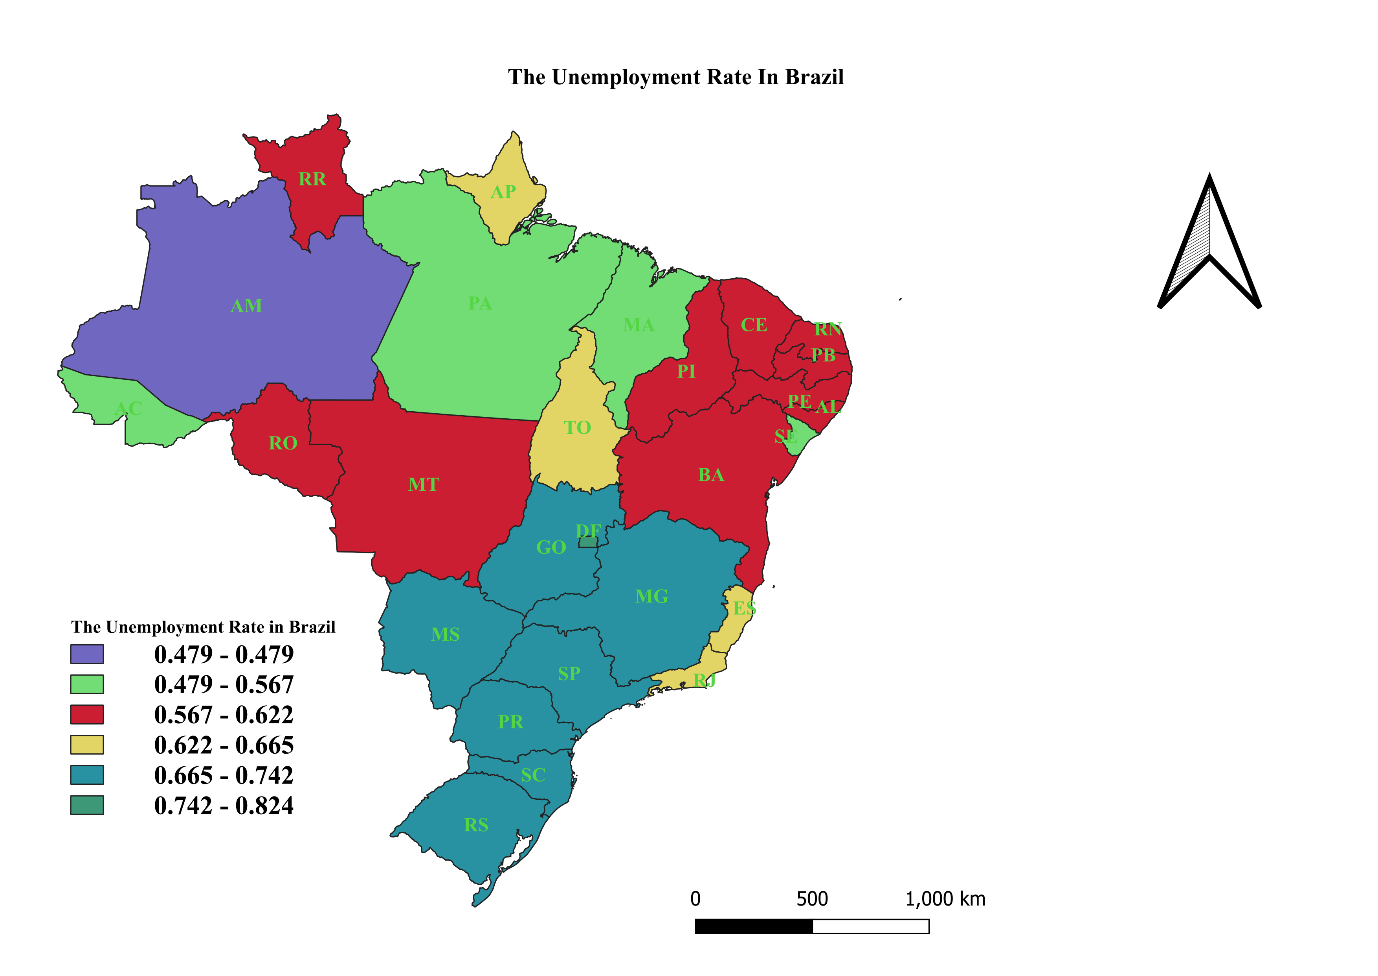 The Unemployment Rate In Brazil
RR
AP
AM
PA
MA
CE
RN
PB
PI
PE
AL
AC
TO
SE
RO
BA
MT
DF
GO
MG
ES
The Unemployment Rate in Brazil
MS
0.479 - 0.479
SP
RJ
0.479 - 0.567
0.567 - 0.622
PR
0.622 - 0.665
0.665 - 0.742
SC
0.742 - 0.824
RS
0 500 1,000 km